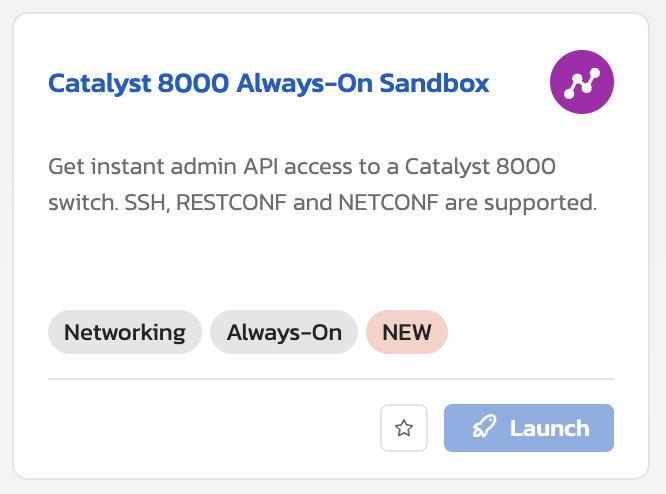 Catalyst 8000 Always-On Sandbox
Get instant admin API access to a Catalyst 8000
switch. SSH, RESTCONF and NETCONF are supported.
Networking Always-On NEW
Launch